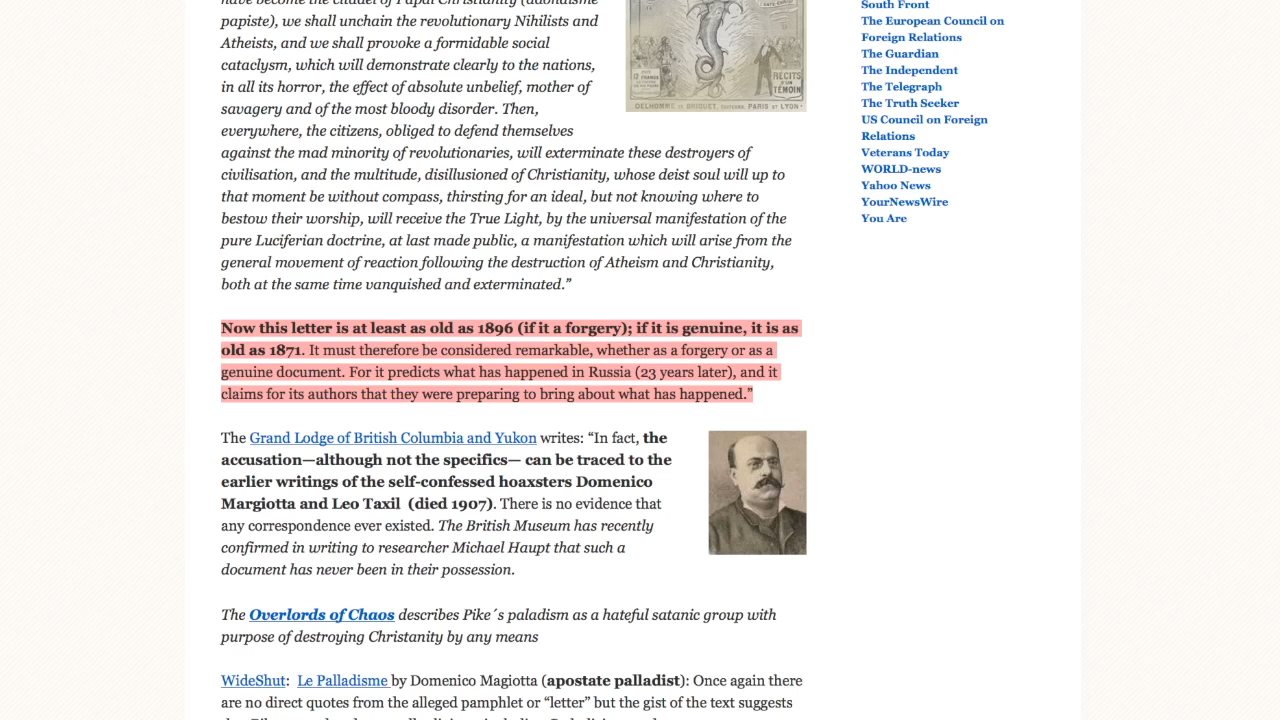 have become the citadel of Papal Christianity (adonaisme
papiste), we shall unchain the revolutionary Nihilists and
Atheists, and we shall provoke a formidable social
cataclysm, which will demonstrate clearly to the nations,
in all its horror, the effect of absolute unbelief, mother of
savagery and of the most bloody disorder. Then,
everywhere, the citizens, obliged to defend themselves
against the mad minority of revolutionaries, will exterminate these destroyers of
civilisation, and the multitude, disillusioned of Christianity, whose deist soul will up to
that moment be without compass, thirsting for an ideal, but not knowing where to
bestow their worship, will receive the True Light, by the universal manifestation of the
pure Luciferian doctrine, at last made public, a manifestation which will arise from the
general movement of reaction following the destruction of Atheism and Christianity,
both at the same time vanquished and exterminated.”
RÉCITS
D'UN
TÉMOIN
DELHOMME ET BRIGUET, ÉDITEURS, PARIS ET LYON
Now this letter is at least as old as 1896 (if it a forgery); if it is genuine, it is as
old as 1871. It must therefore be considered remarkable, whether as a forgery or as a
genuine document. For it predicts what has happened in Russia (23 years later), and it
claims for its authors that they were preparing to bring about what has happened.”
The Grand Lodge of British Columbia and Yukon writes: “In fact, the
accusation—although not the specifics— can be traced to the
earlier writings of the self-confessed hoaxsters Domenico
Margiotta and Leo Taxil (died 1907). There is no evidence that
any correspondence ever existed. The British Museum has recently
confirmed in writing to researcher Michael Haupt that such a
document has never been in their possession.
The Overlords of Chaos describes Pike´s paladism as a hateful satanic group with
purpose of destroying Christanity by any means
WideShut: Le Palladisme by Domenico Magiotta (apostate palladist): Once again there
are no direct quotes from the alleged pamphlet or “letter” but the gist of the text suggests
South Front
The European Council on
Foreign Relations
The Guardian
The Independent
The Telegraph
The Truth Seeker
US Council on Foreign
Relations
Veterans Today
WORLD-news
Yahoo News
YourNewsWire
You Are